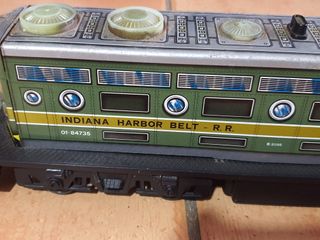 INDIANA HARBOR BELT - R.R.
01-84735